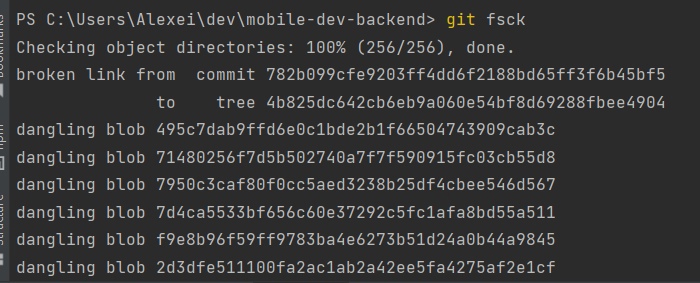 PS C:\Users\Alexei\dev\mobile-dev-backend> git fsck
Checking object directories: 100% (256/256), done.
broken link from  commit 782b099cfe9203ff4dd6f2188bd65ff3f6b45bf5
              to    tree 4b825dc642cb6eb9a060e54bf8d69288fbee4904
dangling blob 495c7dab9ffd6e0c1bde2b1f66504743909cab3c
dangling blob 71480256f7d5b502740a7f7f590915fc03cb55d8
dangling blob 7950c3caf80f0cc5aed3238b25df4cbee546d567
dangling blob 7d4ca5533bf656c60e37292c5fc1afa8bd55a511
dangling blob f9e8b96f59ff9783ba4e6273b51d24a0b44a9845
dangling blob 2d3dfe511100fa2ac1ab2a42ee5fa4275af2e1cf
npm